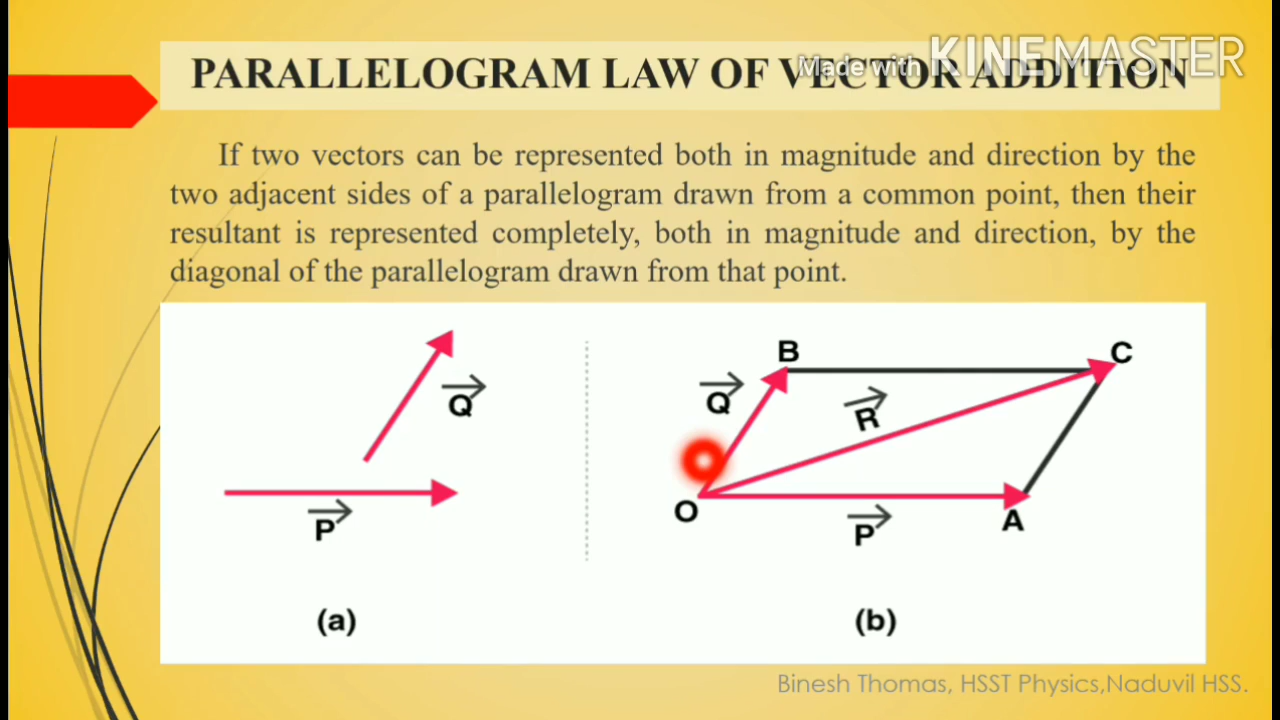 PARALLELOGRAM LAW OF VECTOR ADDITION
Made with KINEMASTER
If two vectors can be represented both in magnitude and direction by the
two adjacent sides of a parallelogram drawn from a common point, then their
resultant is represented completely, both in magnitude and direction, by the
diagonal of the parallelogram drawn from that point.
B
C
Q
Q
R
O
A
P
P
(a)
(b)
Binesh Thomas, HSST Physics,Naduvil HSS.